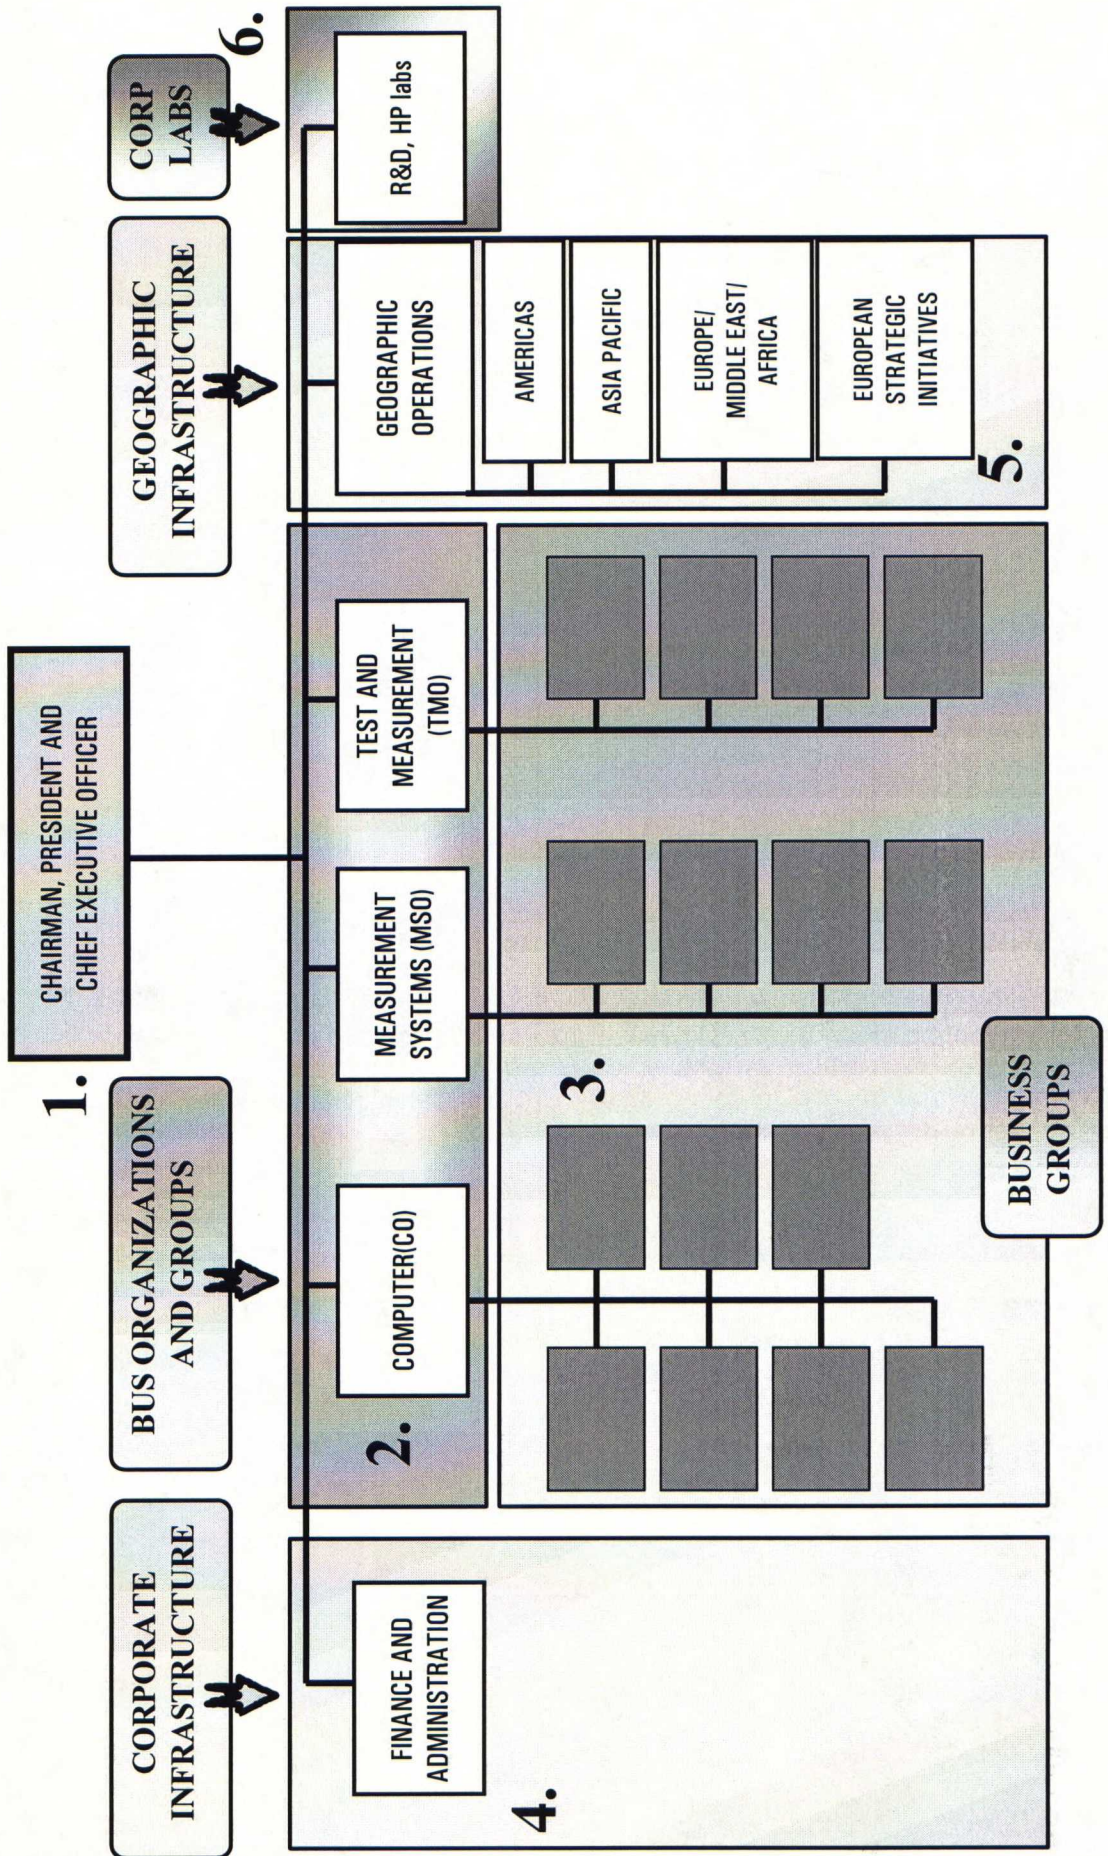 1.
CHAIRMAN, PRESIDENT AND
CHIEF EXECUTIVE OFFICER
CORPORATE
INFRASTRUCTURE
BUS ORGANIZATIONS
AND GROUPS
GEOGRAPHIC
INFRASTRUCTURE
CORP
LABS
6.
FINANCE AND
ADMINISTRATION
4.
2.
COMPUTER(CO)
MEASUREMENT
SYSTEMS (MSO)
TEST AND
MEASUREMENT
(TMO)
3.
BUSINESS
GROUPS
GEOGRAPHIC
OPERATIONS
AMERICAS
ASIA PACIFIC
EUROPE/
MIDDLE EAST/
AFRICA
EUROPEAN
STRATEGIC
INITIATIVES
5.
R&D, HP labs